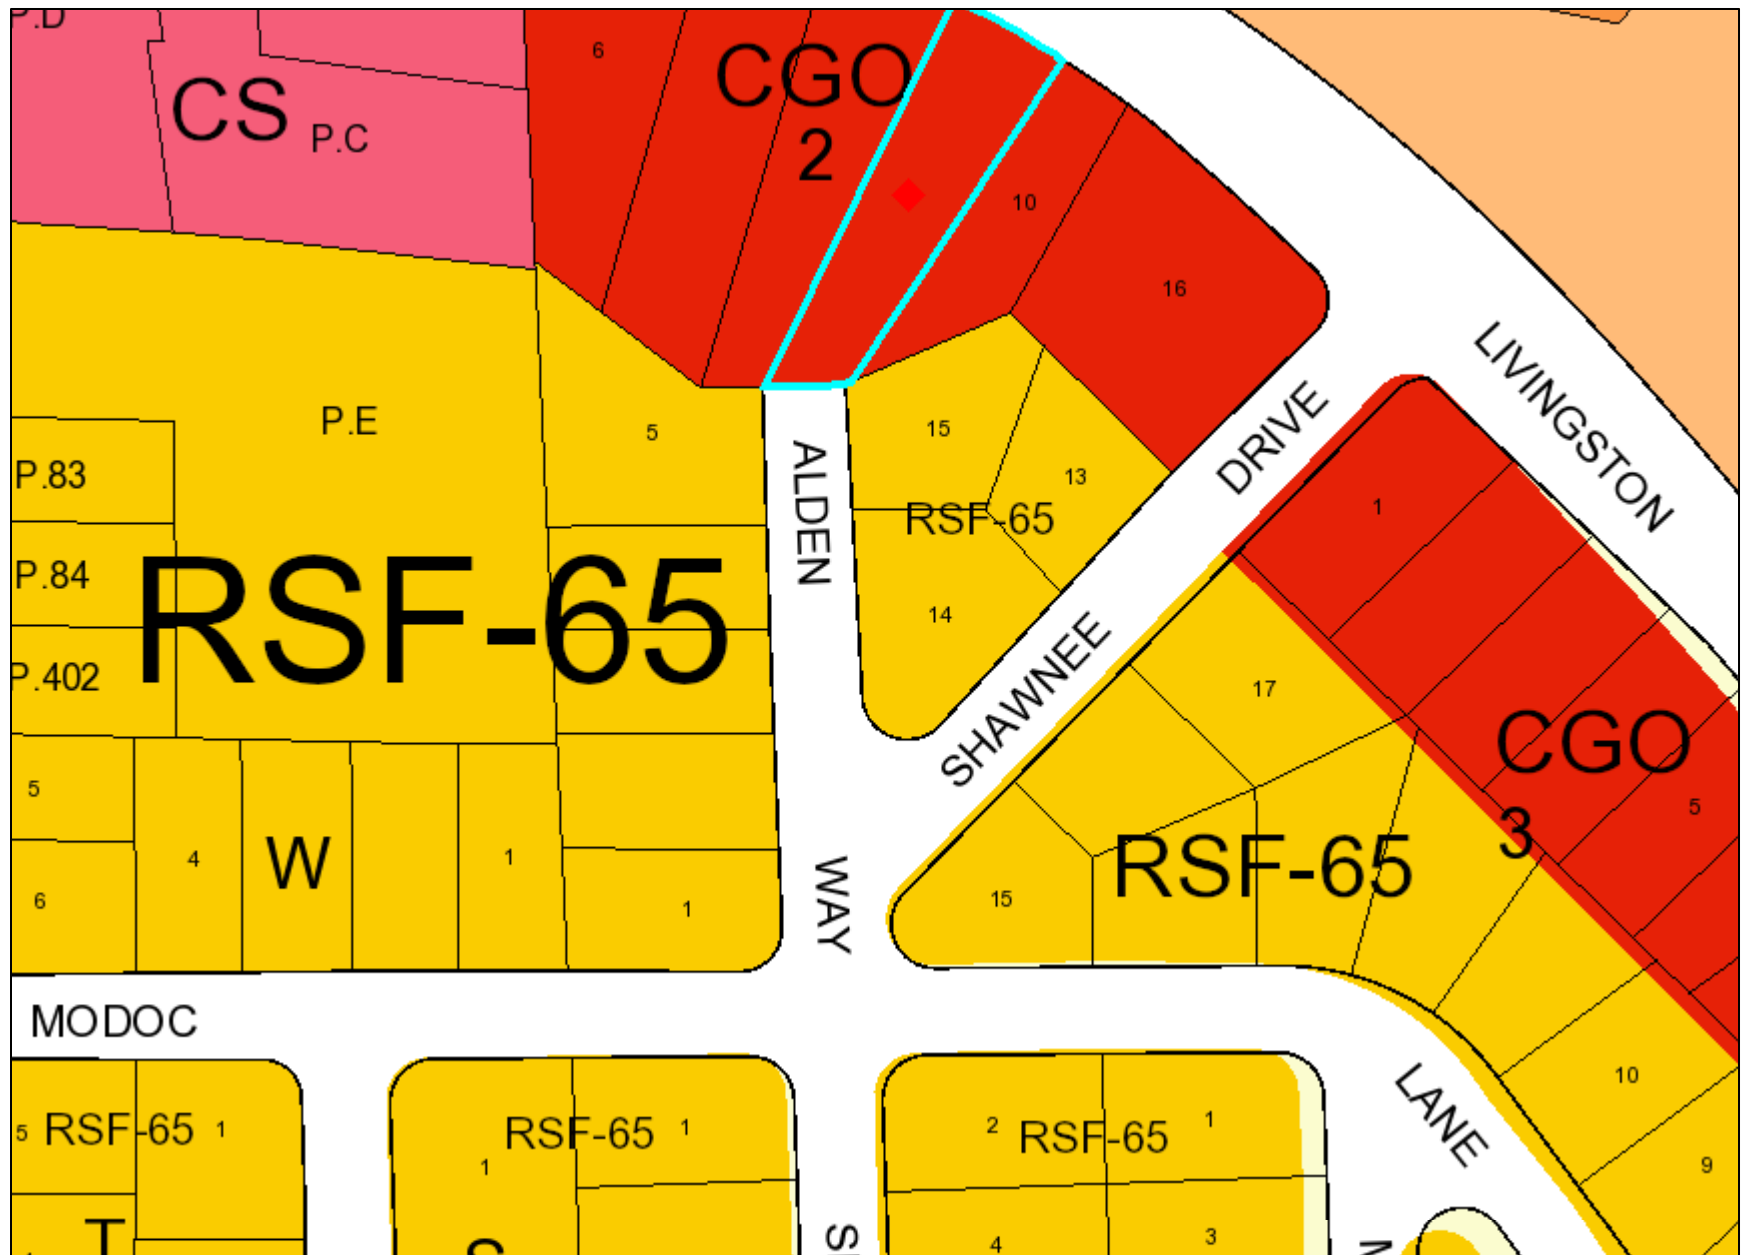 P.D
6
CGO
2
CS
P.C
10
16
LIVINGSTON
P.E
5
ALDEN
15
13
DRIVE
RSF-65
1
P.83
P.84
RSF-65
14
P.402
SHAWNEE
17
CGO
3
5
5
4
W
1
1
6
WAY
RSF-65
15
MODOC
10
LANE
9
5
RSF-65
1
RSF-65
1
1
2
RSF-65
1
T
4
3